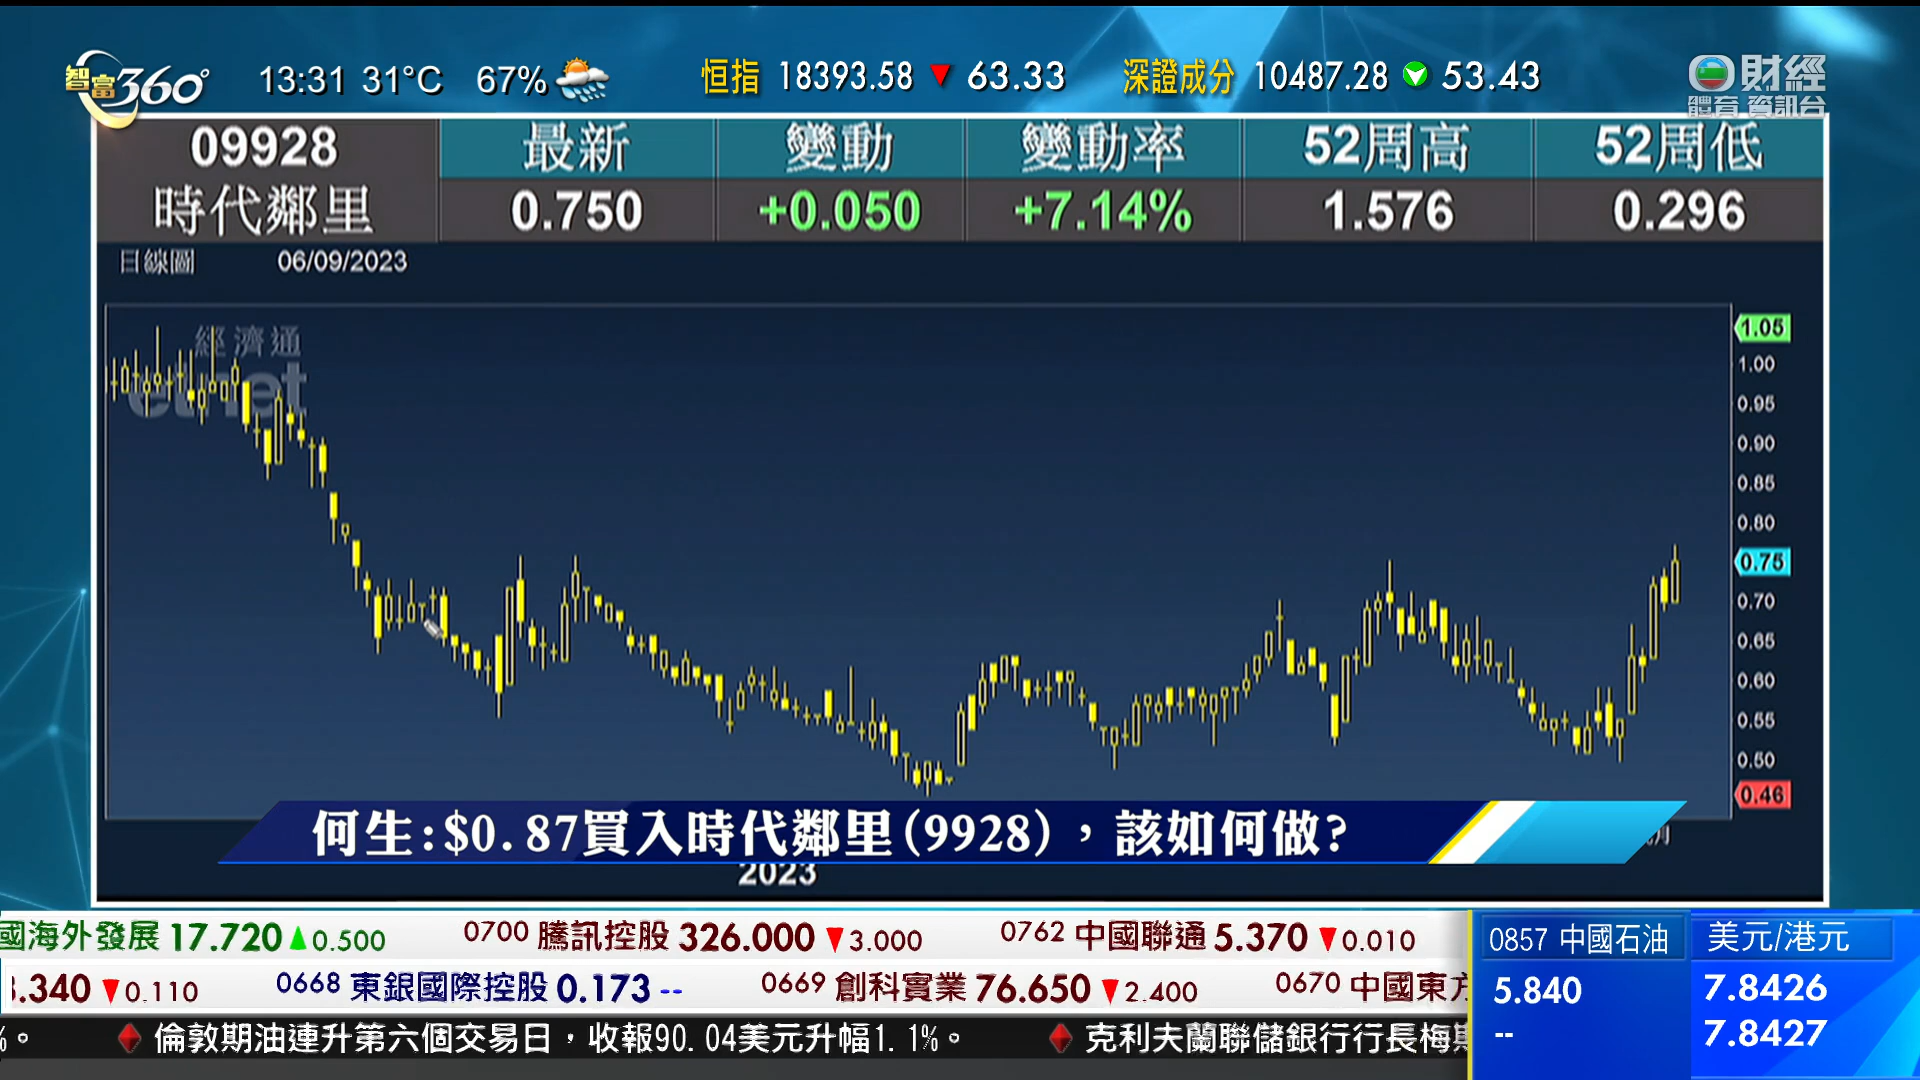 智富360°
13:31 31°C 67%
恒指 18393.58 ▼ 63.33
深證成分 10487.28 53.43
財經
體育 資訊台
09928
時代鄰里
最新 變動 變動率 52周高 52周低
0.750 +0.050 +7.14% 1.576 0.296
日線圖 06/09/2023
經濟通
etnet
1.05
1.00
0.95
0.90
0.85
0.80
0.75
0.70
0.65
0.60
0.55
0.50
0.46
何生:$0.87買入時代鄰里(9928)，該如何做?
2023
國海外發展 17.720 ▲0.500 0700 騰訊控股 326.000 ▼3.000 0762 中國聯通 5.370 ▼0.010
.340 ▼0.110 0668 東銀國際控股 0.173 -- 0669 創科實業 76.650 ▼2.400 0670 中國東方
0857 中國石油
5.840
--
美元/港元
7.8426
7.8427
%。 倫敦期油連升第六個交易日，收報90.04美元升幅1.1%。 克利夫蘭聯儲銀行行長梅斯